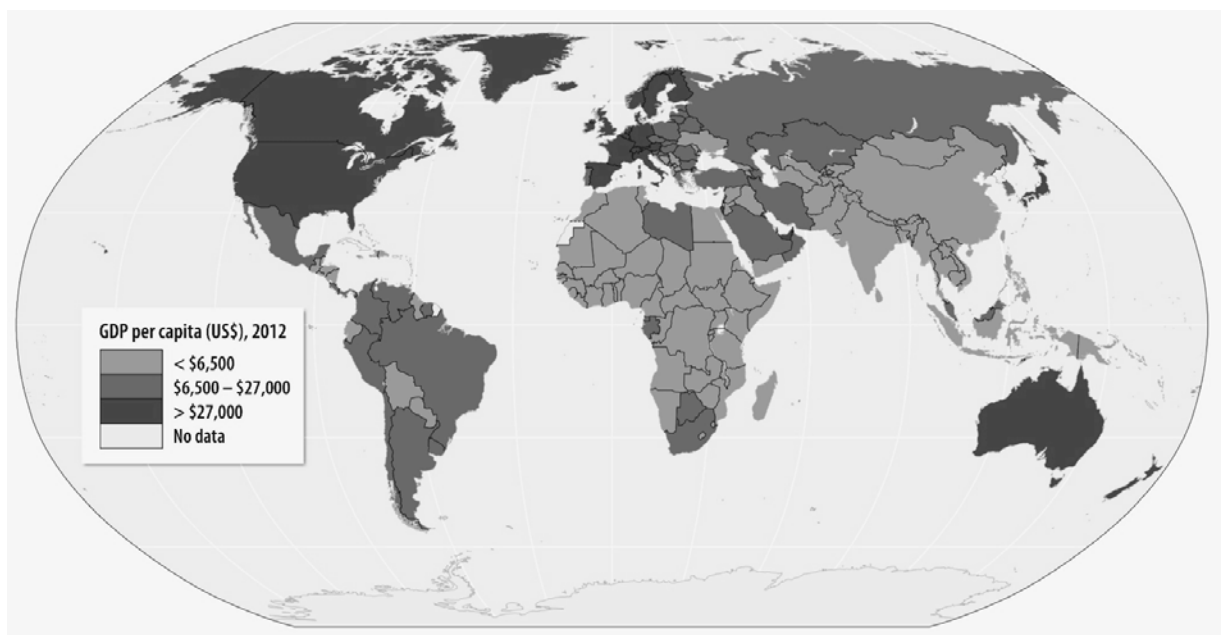 GDP per capita (US$), 2012
< $6,500
$6,500 – $27,000
> $27,000
No data